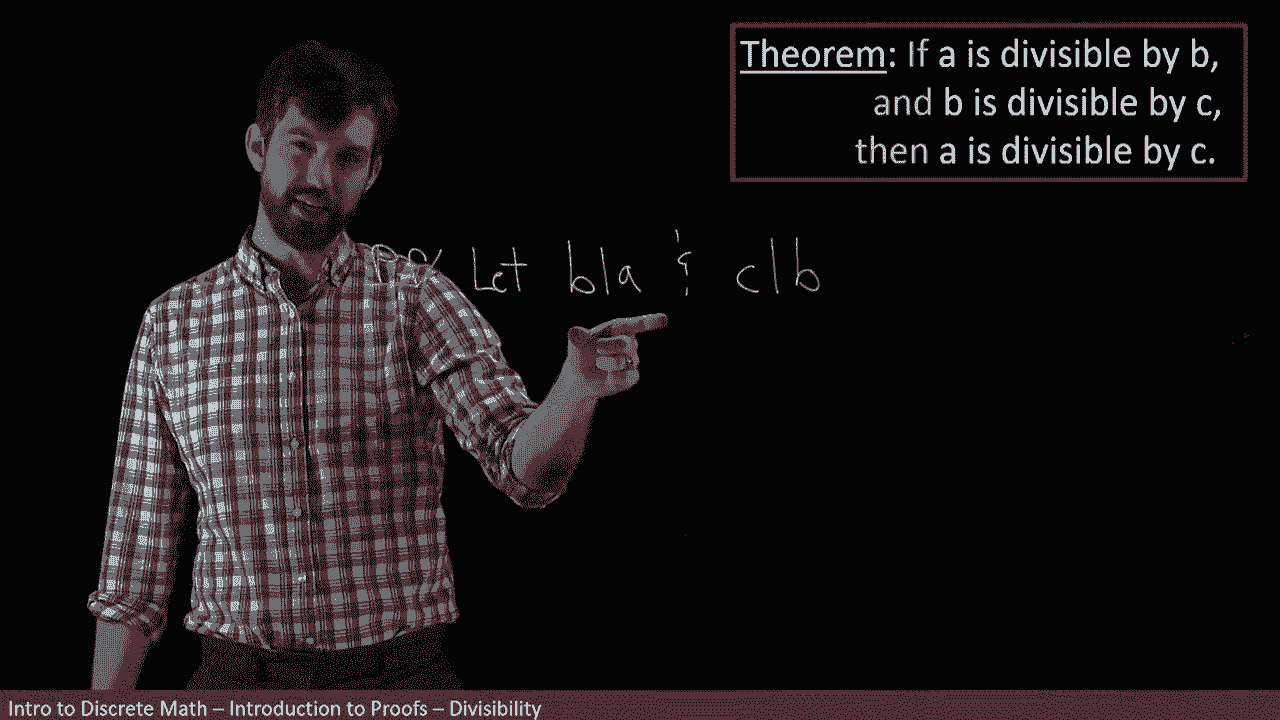 Theorem: If a is divisible by b,
and b is divisible by c,
then a is divisible by c.
Let b|a & c|b
Intro to Discrete Math – Introduction to Proofs – Divisibility